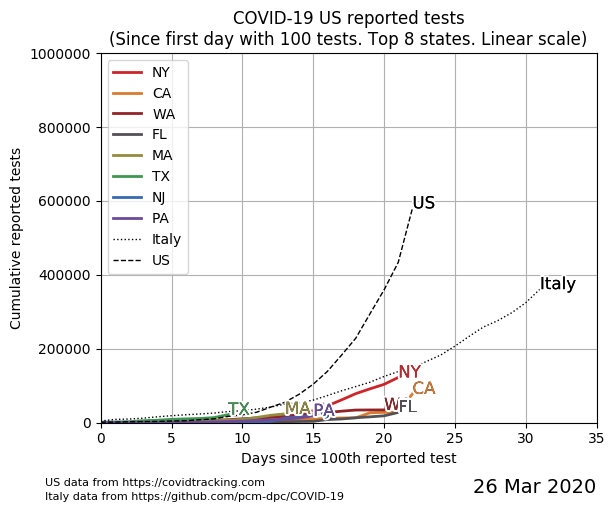 COVID-19 US reported tests
(Since first day with 100 tests. Top 8 states. Linear scale)
1000000
800000
600000
400000
200000
0
Cumulative reported tests
NY
CA
WA
FL
MA
TX
NJ
PA
Italy
US
US
Italy
NY
CA
TX
MA
PA
FL
0 5 10 15 20 25 30 35
Days since 100th reported test
US data from https://covidtracking.com
Italy data from https://github.com/pcm-dpc/COVID-19
26 Mar 2020